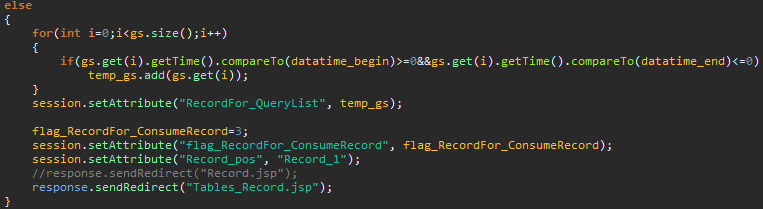 else
{
for(int i=0;i<gs.size();i++)
{
if(gs.get(i).getTime().compareTo(datatime_begin)>=0&&gs.get(i).getTime().compareTo(datatime_end)<=0)
temp_gs.add(gs.get(i));
}
session.setAttribute("RecordFor_QueryList", temp_gs);
flag_RecordFor_ConsumeRecord=3;
session.setAttribute("flag_RecordFor_ConsumeRecord", flag_RecordFor_ConsumeRecord);
session.setAttribute("Record_pos", "Record_1");
//response.sendRedirect("Record.jsp");
response.sendRedirect("Tables_Record.jsp");
}